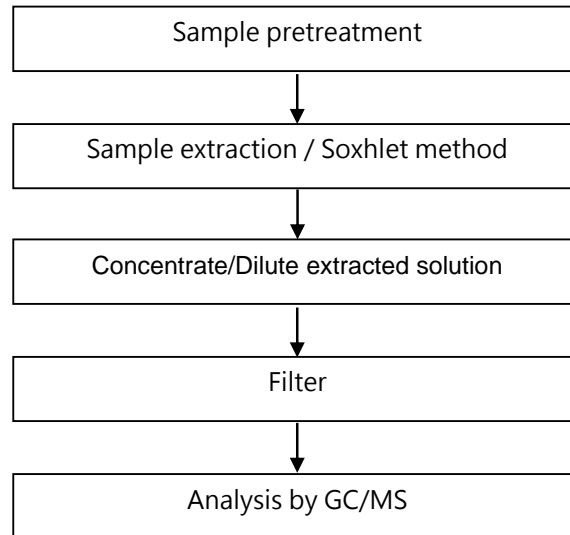 Sample pretreatment
Sample extraction / Soxhlet method
Concentrate/Dilute extracted solution
Filter
Analysis by GC/MS